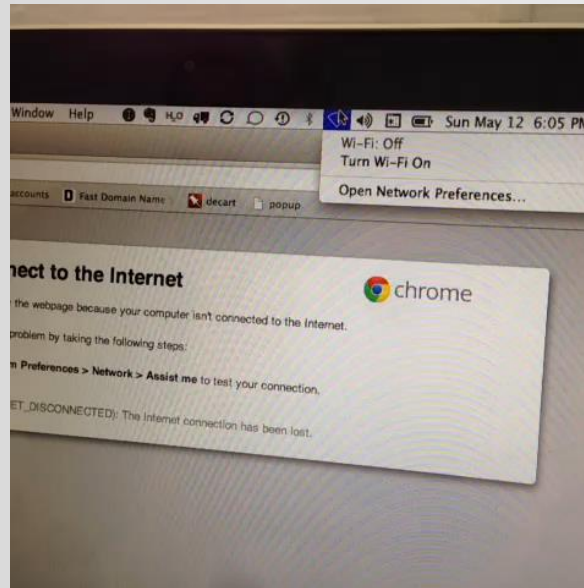 Window Help H2O Sun May 12 6:05 PM
Wi-Fi: Off
Turn Wi-Fi On
Open Network Preferences...
accounts D Fast Domain Name decart popup
nect to the Internet
chrome
the webpage because your computer isn't connected to the Internet.
problem by taking the following steps:
m Preferences > Network > Assist me to test your connection.
ET_DISCONNECTED): The Internet connection has been lost.